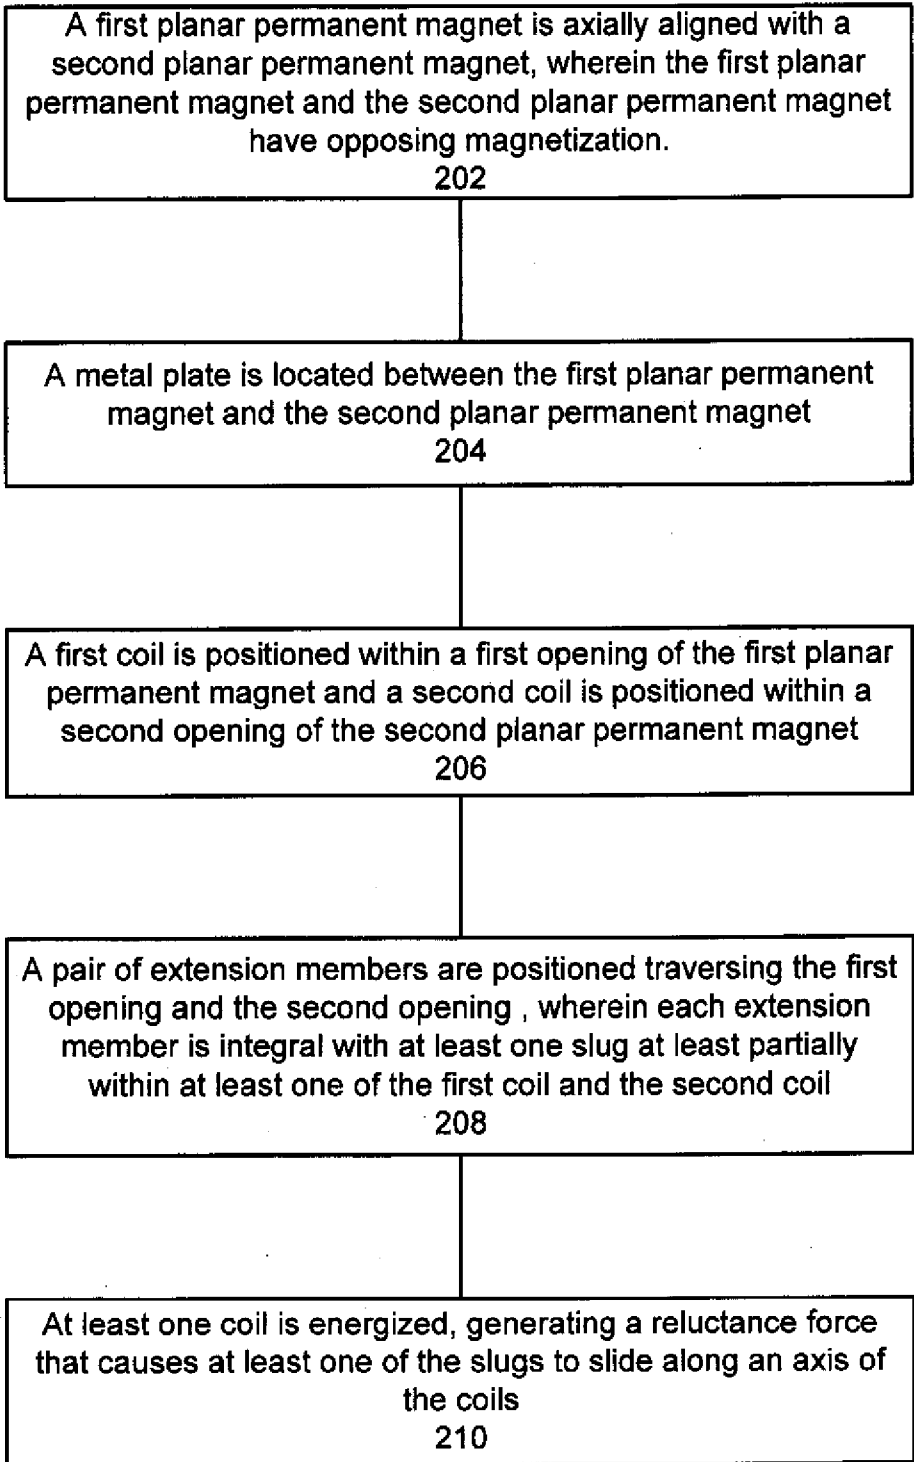 A first planar permanent magnet is axially aligned with a
second planar permanent magnet, wherein the first planar
permanent magnet and the second planar permanent magnet
have opposing magnetization.
202
A metal plate is located between the first planar permanent
magnet and the second planar permanent magnet
204
A first coil is positioned within a first opening of the first planar
permanent magnet and a second coil is positioned within a
second opening of the second planar permanent magnet
206
A pair of extension members are positioned traversing the first
opening and the second opening , wherein each extension
member is integral with at least one slug at least partially
within at least one of the first coil and the second coil
208
At least one coil is energized, generating a reluctance force
that causes at least one of the slugs to slide along an axis of
the coils
210